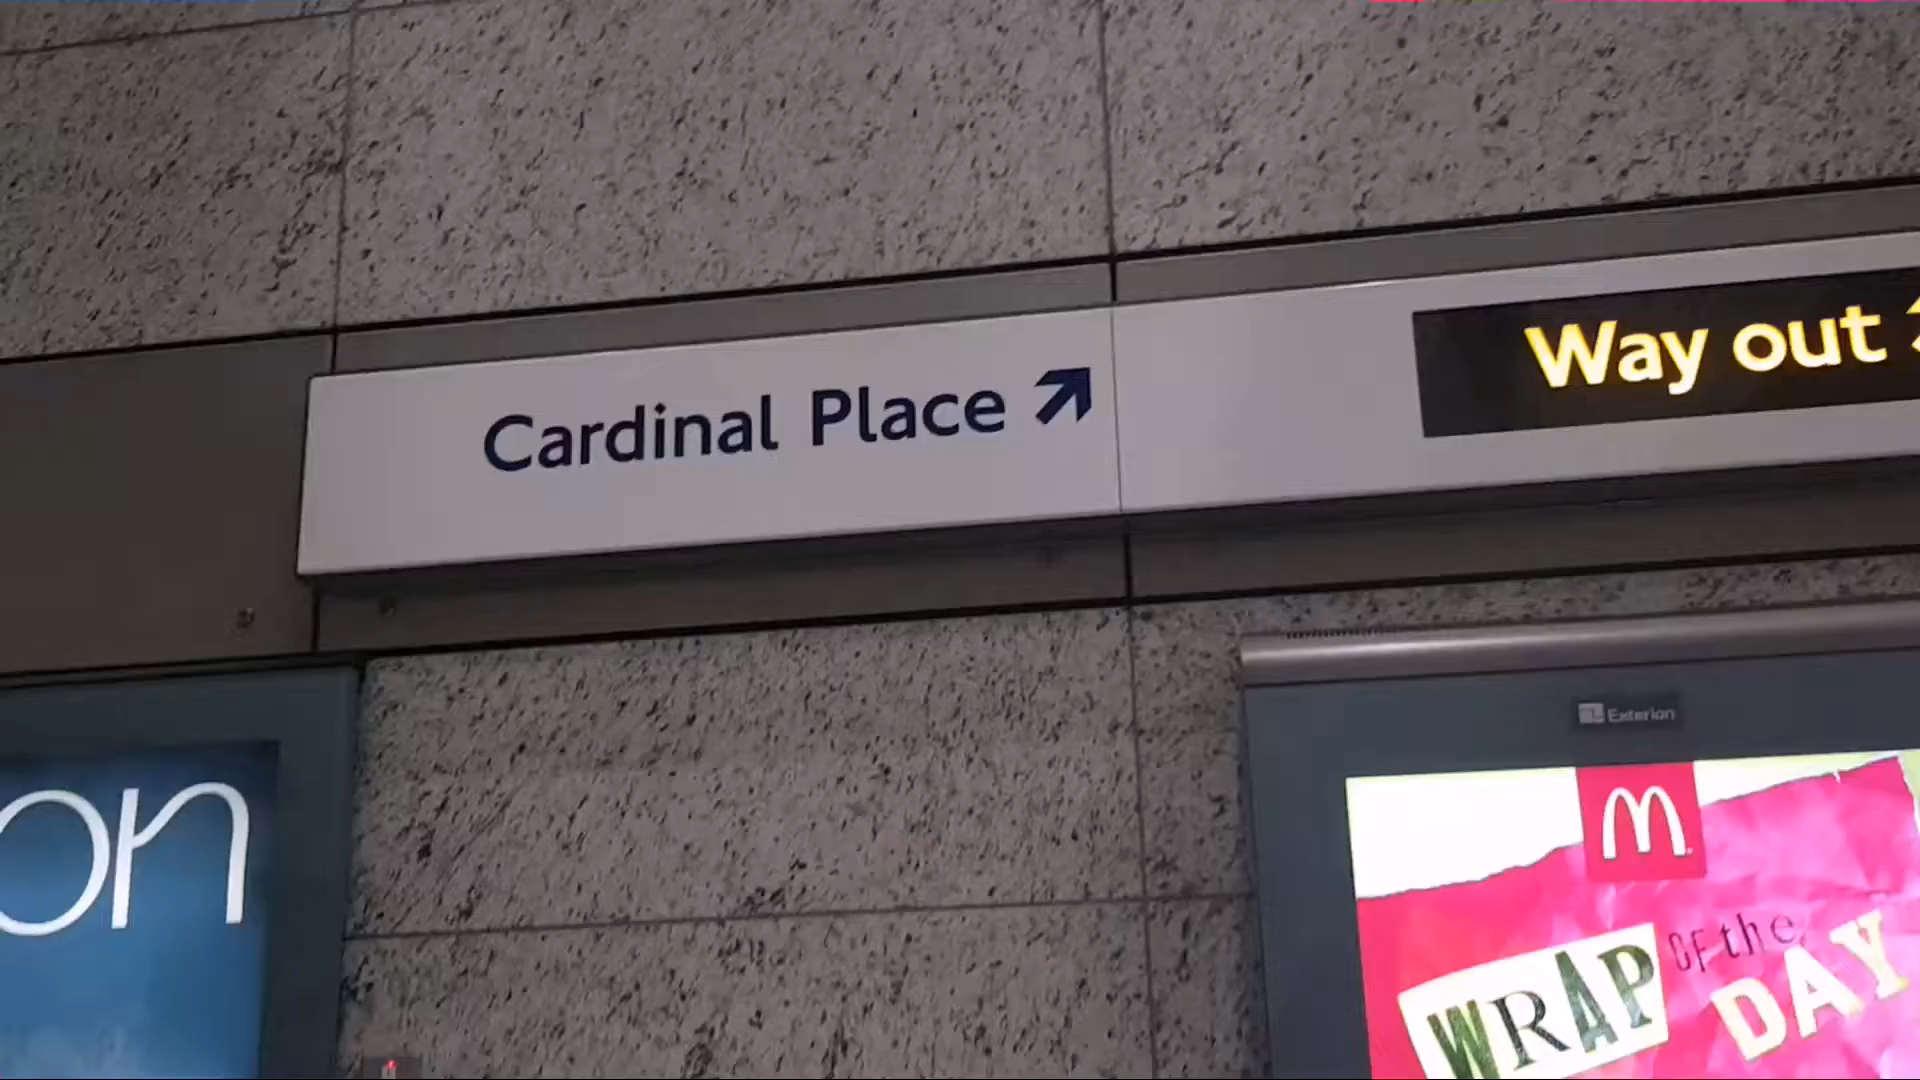 Cardinal Place
Way out
Exterion
on
WRAP OF the
DAY